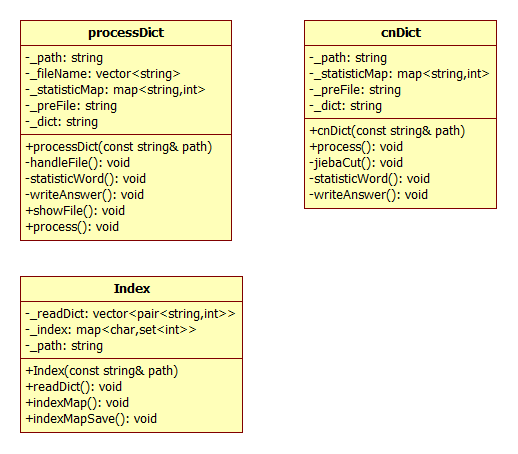 processDict
-_path: string
-_fileName: vector<string>
-_statisticMap: map<string,int>
-_preFile: string
-_dict: string
+processDict(const string& path)
-handleFile(): void
-statisticWord(): void
-writeAnswer(): void
+showFile(): void
+process(): void
cnDict
-_path: string
-_statisticMap: map<string,int>
-_preFile: string
-_dict: string
+cnDict(const string& path)
+process(): void
-jiebaCut(): void
-statisticWord(): void
-writeAnswer(): void
Index
-_readDict: vector<pair<string,int>>
-_index: map<char,set<int>>
-_path: string
+Index(const string& path)
+readDict(): void
+indexMap(): void
+indexMapSave(): void